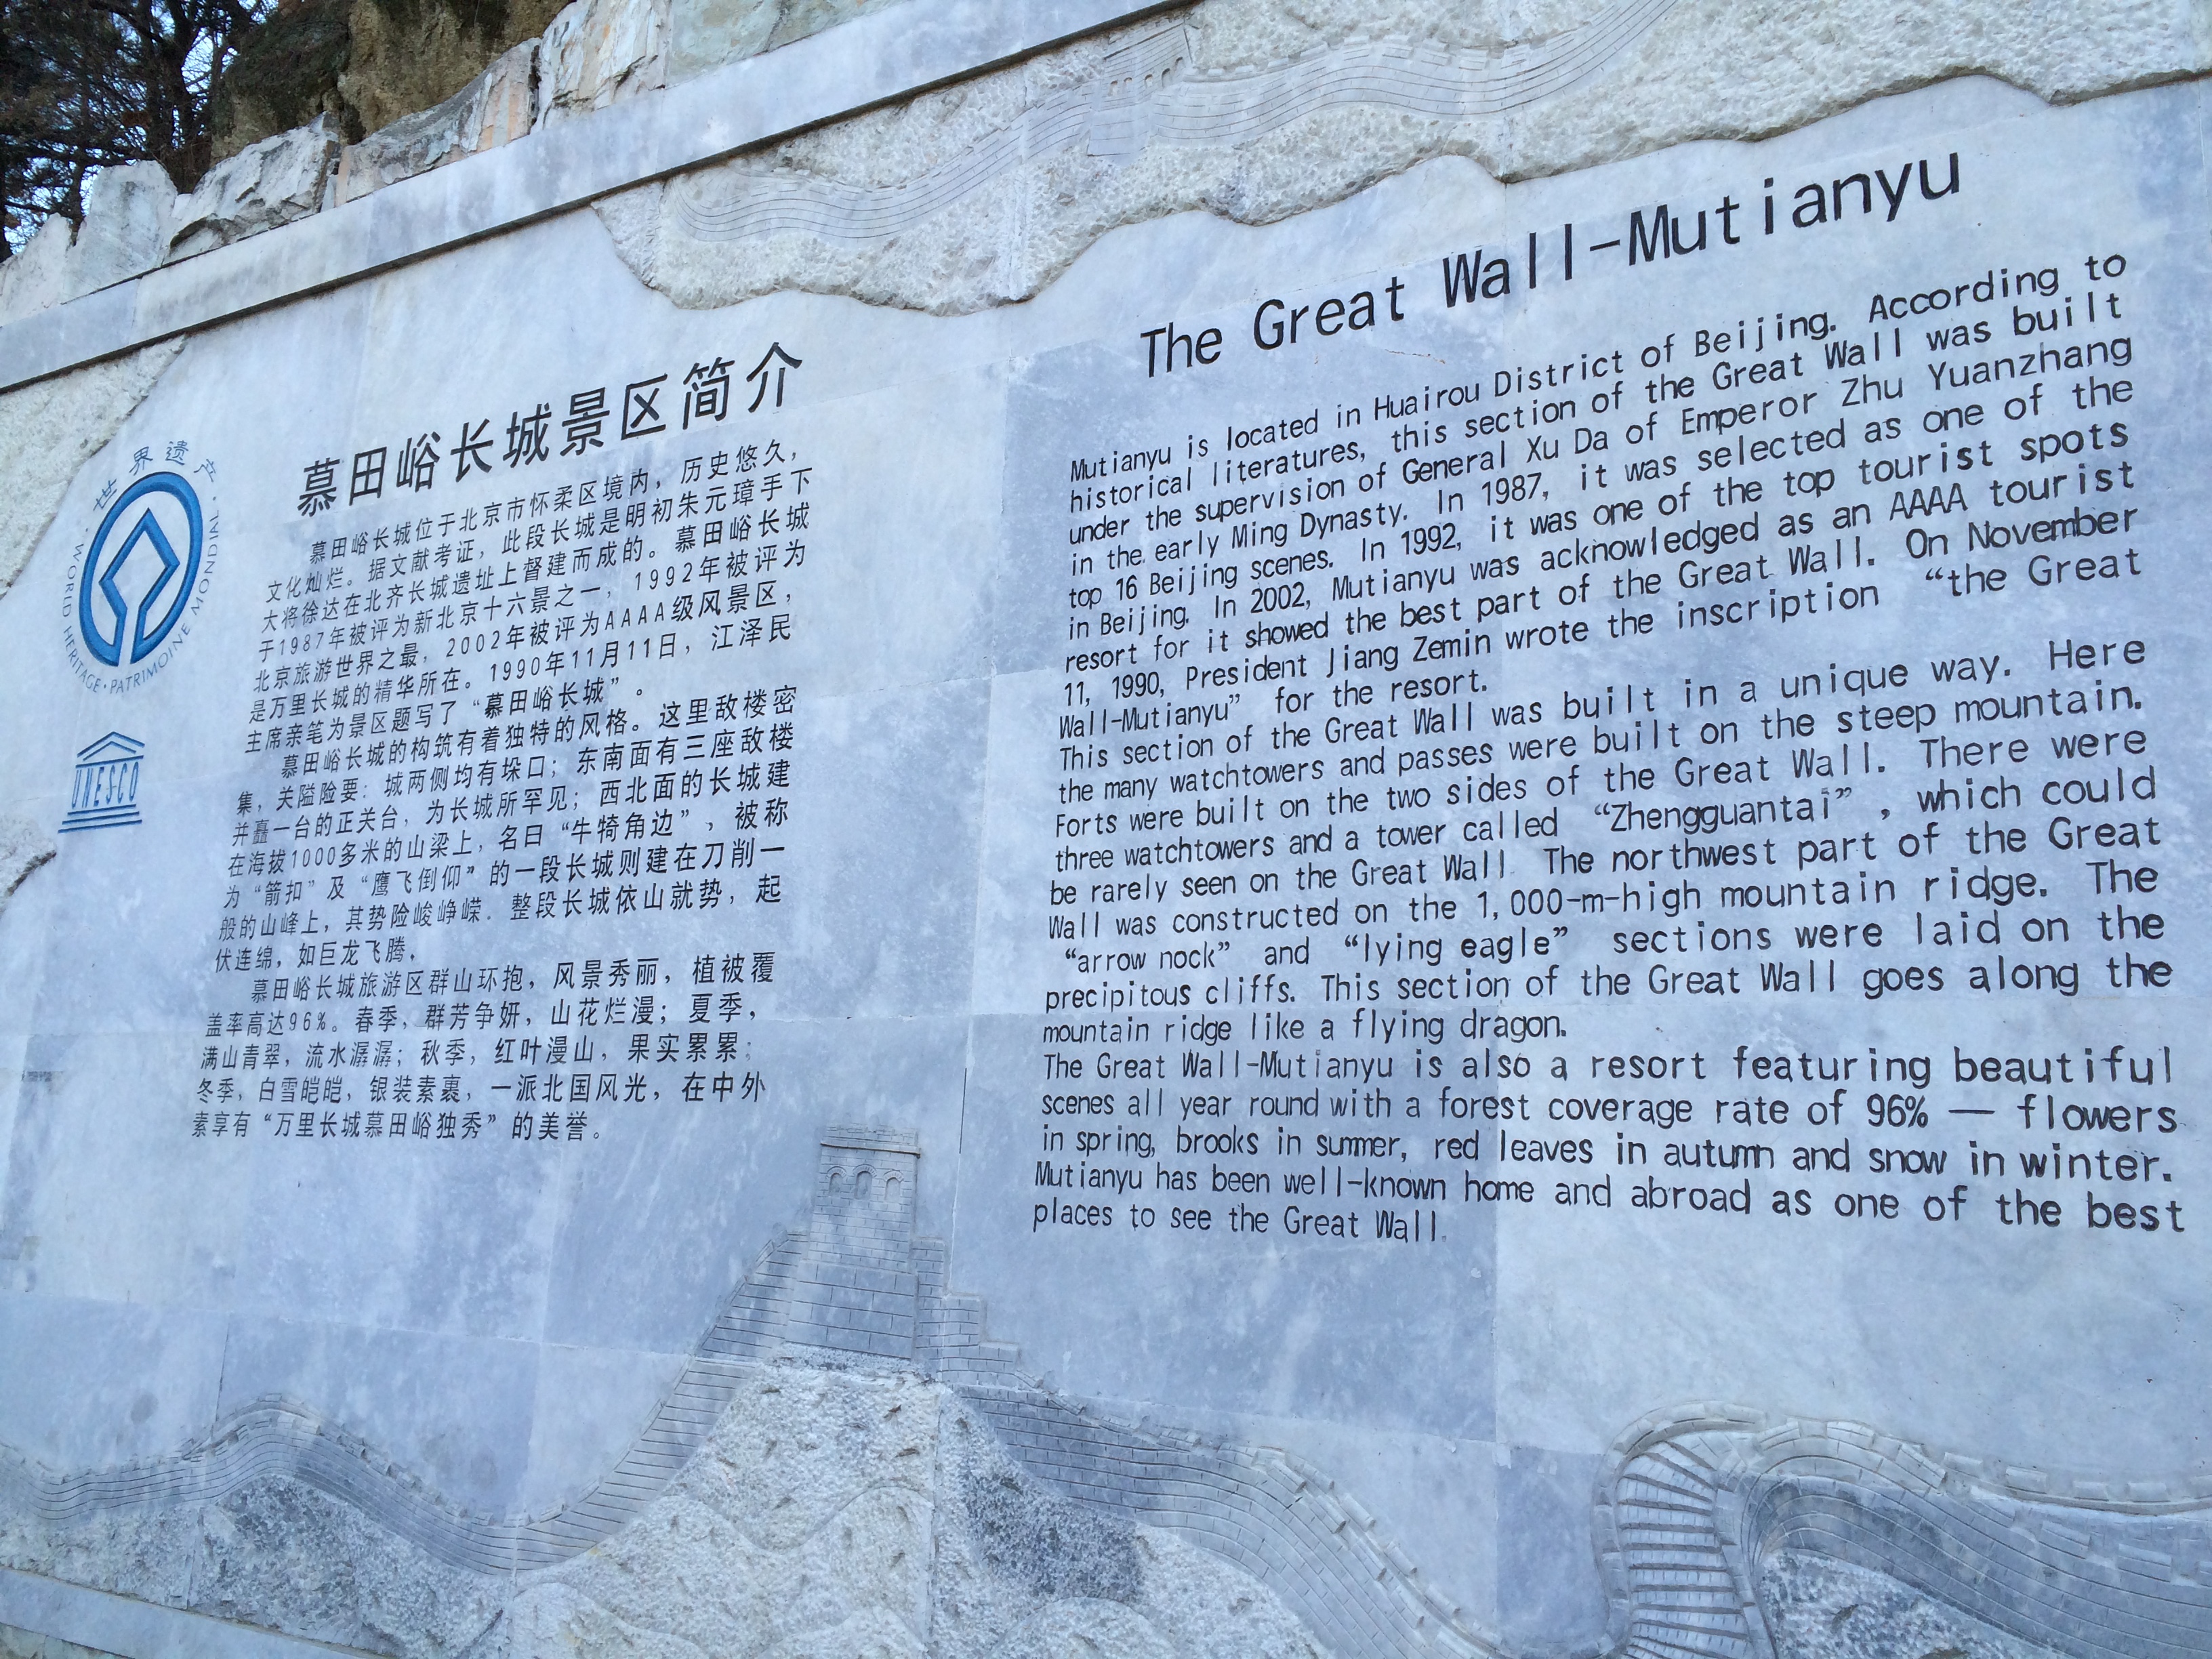 世界遗产
WORLD HERITAGE · PATRIMOINE MONDIAL
UNESCO
慕田峪长城景区简介
慕田峪长城位于北京市怀柔区境内，历史悠久，
文化灿烂。据文献考证，此段长城是明初朱元璋手下
大将徐达在北齐长城遗址上督建而成的。慕田峪长城
于1987年被评为新北京十六景之一，1992年被评为
北京旅游世界之最，2002年被评为AAAA级风景区，
是万里长城的精华所在。1990年11月11日，江泽民
主席亲笔为景区题写了“慕田峪长城”。
慕田峪长城的构筑有着独特的风格。这里敌楼密
集，关隘险要；城两侧均有垛口；东南面有三座敌楼
并矗一台的正关台，为长城所罕见；西北面的长城建
在海拔1000多米的山梁上，名曰“牛犄角边”，被称
为“箭扣”及“鹰飞倒仰”的一段长城则建在刀削一
般的山峰上，其势险峻峥嵘。整段长城依山就势，起
伏连绵，如巨龙飞腾。
慕田峪长城旅游区群山环抱，风景秀丽，植被覆
盖率高达96%。春季，群芳争妍，山花烂漫；夏季，
满山青翠，流水潺潺；秋季，红叶漫山，果实累累；
冬季，白雪皑皑，银装素裹，一派北国风光，在中外
素享有“万里长城慕田峪独秀”的美誉。
The Great Wall-Mutianyu
Mutianyu is located in Huairou District of Beijing. According to
historical literatures, this section of the Great Wall was built
under the supervision of General Xu Da of Emperor Zhu Yuanzhang
in the early Ming Dynasty. In 1987, it was selected as one of the
top 16 Beijing scenes. In 1992, it was one of the top tourist spots
in Beijing. In 2002, Mutianyu was acknowledged as an AAAA tourist
resort for it showed the best part of the Great Wall. On November
11, 1990, President Jiang Zemin wrote the inscription “the Great
Wall-Mutianyu” for the resort.
This section of the Great Wall was built in a unique way. Here
the many watchtowers and passes were built on the steep mountain.
Forts were built on the two sides of the Great Wall. There were
three watchtowers and a tower called “Zhengguantai”, which could
be rarely seen on the Great Wall. The northwest part of the Great
Wall was constructed on the 1,000-m-high mountain ridge. The
“arrow nock” and “lying eagle” sections were laid on the
precipitous cliffs. This section of the Great Wall goes along the
mountain ridge like a flying dragon.
The Great Wall-Mutianyu is also a resort featuring beautiful
scenes all year round with a forest coverage rate of 96% — flowers
in spring, brooks in summer, red leaves in autumn and snow in winter.
Mutianyu has been well-known home and abroad as one of the best
places to see the Great Wall.